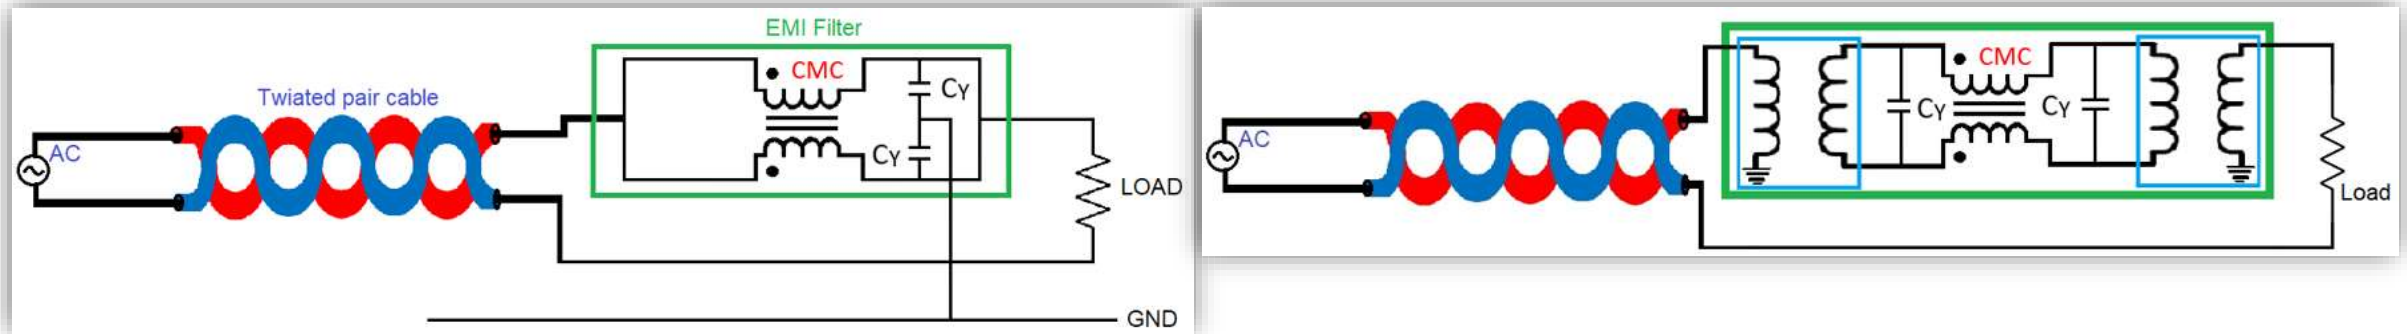 EMI Filter
Twiated pair cable
AC
CMC
CY
CY
LOAD
GND
AC
CMC
CY
CY
Load